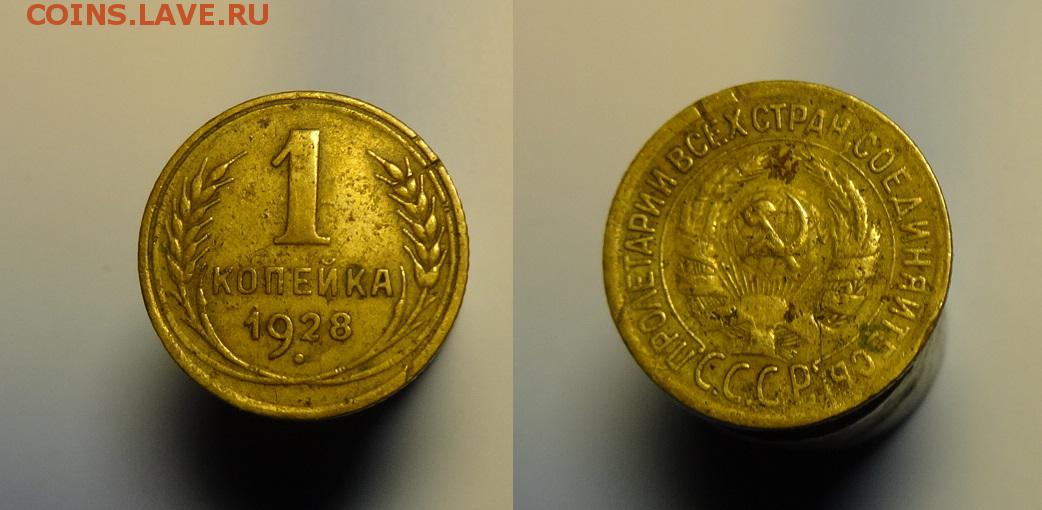 COINS.LAVE.RU
1
КОПЕЙКА
1928
ПРОЛЕТАРИИ ВСЕХ СТРАН, СОЕДИНЯЙТЕСЬ!
С.С.С.Р.